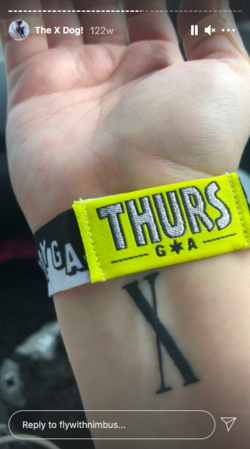 The X Dog! 122w
THURS
G★A
GA
X
Reply to flywithnimbus...